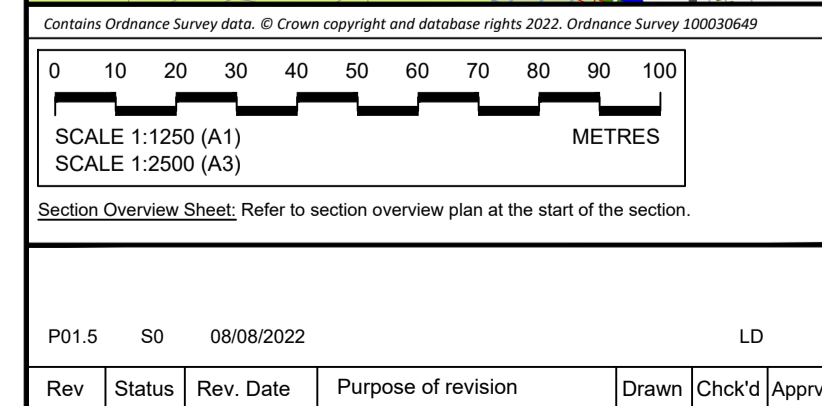 Contains Ordnance Survey data. © Crown copyright and database rights 2022. Ordnance Survey 100030649
0 10 20 30 40 50 60 70 80 90 100
SCALE 1:1250 (A1) METRES
SCALE 1:2500 (A3)
Section Overview Sheet: Refer to section overview plan at the start of the section.
P01.5 S0 08/08/2022 LD
Rev Status Rev. Date Purpose of revision Drawn Chck'd Apprv